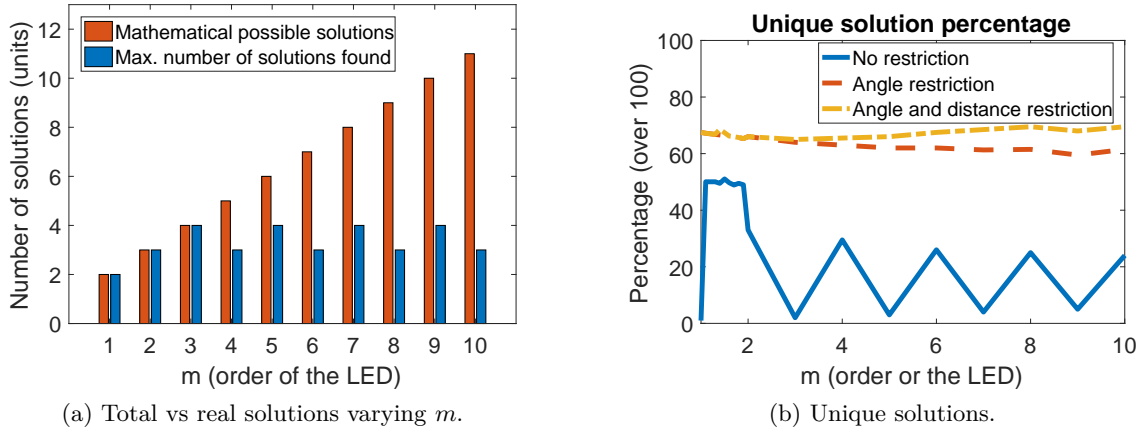 Mathematical possible solutions
Max. number of solutions found
Number of solutions (units)
12
10
8
6
4
2
0
1 2 3 4 5 6 7 8 9 10
m (order of the LED)
(a) Total vs real solutions varying m.
Unique solution percentage
No restriction
Angle restriction
Angle and distance restriction
Percentage (over 100)
100
80
60
40
20
0
2 4 6 8 10
m (order or the LED)
(b) Unique solutions.